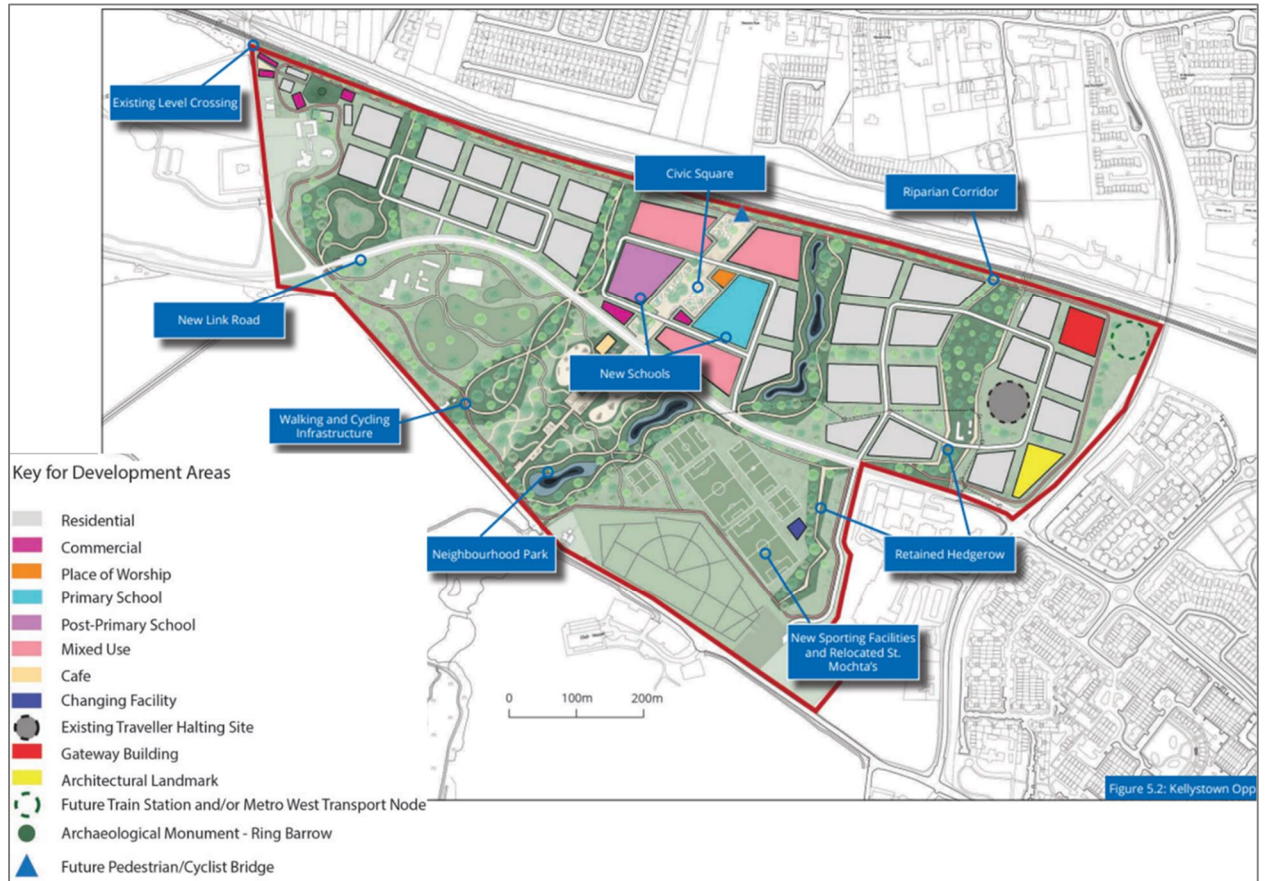 Existing Level Crossing
Civic Square
Riparian Corridor
New Link Road
New Schools
Walking and Cycling
Infrastructure
Key for Development Areas
Residential
Commercial
Place of Worship
Primary School
Post-Primary School
Mixed Use
Cafe
Changing Facility
Existing Traveller Halting Site
Gateway Building
Architectural Landmark
Future Train Station and/or Metro West Transport Node
Archaeological Monument - Ring Barrow
Future Pedestrian/Cyclist Bridge
Neighbourhood Park
Retained Hedgerow
New Sporting Facilities
and Relocated St.
Mochta's
0 100m 200m
Figure 5.2: Kellystown Opp